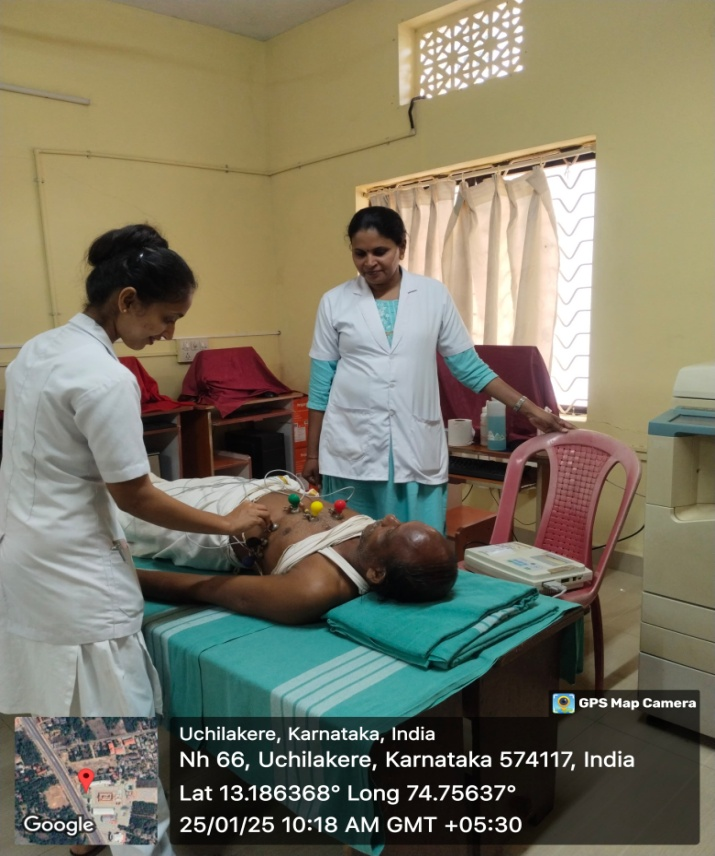 GPS Map Camera
Uchilakere, Karnataka, India
Nh 66, Uchilakere, Karnataka 574117, India
Lat 13.186368° Long 74.75637°
25/01/25 10:18 AM GMT +05:30
Google